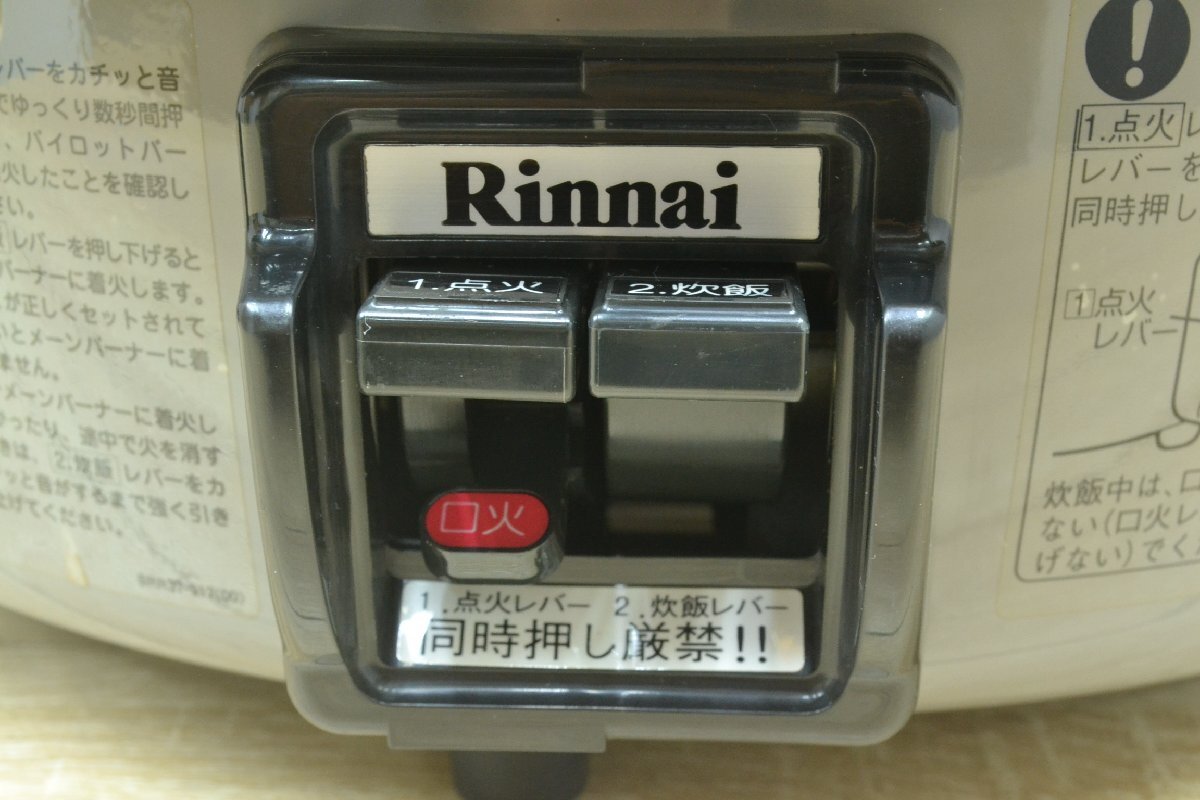 バーをカチッと音
でゆっくり数秒間押
、パイロットバー
火したことを確認し
さい。
レバーを押し下げると
バーナーに着火します。
が正しくセットされて
いとメーンバーナーに着
ません。
メーンバーナーに着火し
ゆったり、途中で火を消す
きは、2.炊飯レバーをカ
ッと音がするまで強く引き
上げてください。
Rinnai
1.点火
2.炊飯
口火
1.点火レバー 2.炊飯レバー
同時押し厳禁!!
1.点火レ
レバーを
同時押し
1 点火
レバー
炊飯中は、口
ない(口火レ
げない)でく